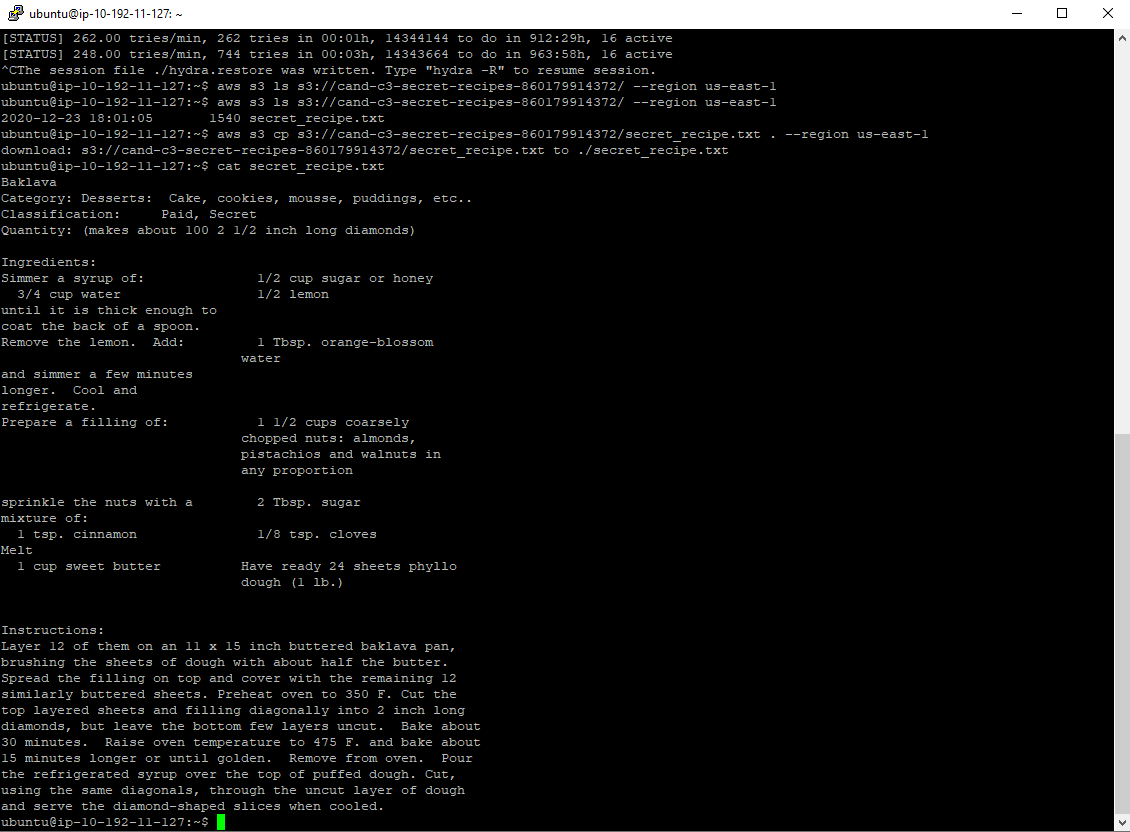 ubuntu@ip-10-192-11-127: ~
[STATUS] 262.00 tries/min, 262 tries in 00:01h, 14344144 to do in 912:29h, 16 active
[STATUS] 248.00 tries/min, 744 tries in 00:03h, 14343664 to do in 963:58h, 16 active
^CThe session file ./hydra.restore was written. Type "hydra -R" to resume session.
ubuntu@ip-10-192-11-127:~$ aws s3 ls s3://cand-c3-secret-recipes-860179914372/ --region us-east-1
ubuntu@ip-10-192-11-127:~$ aws s3 ls s3://cand-c3-secret-recipes-860179914372/ --region us-east-1
2020-12-23 18:01:05       1540 secret_recipe.txt
ubuntu@ip-10-192-11-127:~$ aws s3 cp s3://cand-c3-secret-recipes-860179914372/secret_recipe.txt . --region us-east-1
download: s3://cand-c3-secret-recipes-860179914372/secret_recipe.txt to ./secret_recipe.txt
ubuntu@ip-10-192-11-127:~$ cat secret_recipe.txt
Baklava
Category: Desserts:  Cake, cookies, mousse, puddings, etc..
Classification:     Paid, Secret
Quantity: (makes about 100 2 1/2 inch long diamonds)
Ingredients:
Simmer a syrup of:              1/2 cup sugar or honey
  3/4 cup water                 1/2 lemon
until it is thick enough to
coat the back of a spoon.
Remove the lemon.  Add:         1 Tbsp. orange-blossom
                              water
and simmer a few minutes
longer.  Cool and
refrigerate.
Prepare a filling of:           1 1/2 cups coarsely
                              chopped nuts: almonds,
                              pistachios and walnuts in
                              any proportion
sprinkle the nuts with a        2 Tbsp. sugar
mixture of:
  1 tsp. cinnamon               1/8 tsp. cloves
Melt
  1 cup sweet butter          Have ready 24 sheets phyllo
                              dough (1 lb.)
Instructions:
Layer 12 of them on an 11 x 15 inch buttered baklava pan,
brushing the sheets of dough with about half the butter.
Spread the filling on top and cover with the remaining 12
similarly buttered sheets. Preheat oven to 350 F. Cut the
top layered sheets and filling diagonally into 2 inch long
diamonds, but leave the bottom few layers uncut.  Bake about
30 minutes.  Raise oven temperature to 475 F. and bake about
15 minutes longer or until golden.  Remove from oven.  Pour
the refrigerated syrup over the top of puffed dough. Cut,
using the same diagonals, through the uncut layer of dough
and serve the diamond-shaped slices when cooled.
ubuntu@ip-10-192-11-127:~$